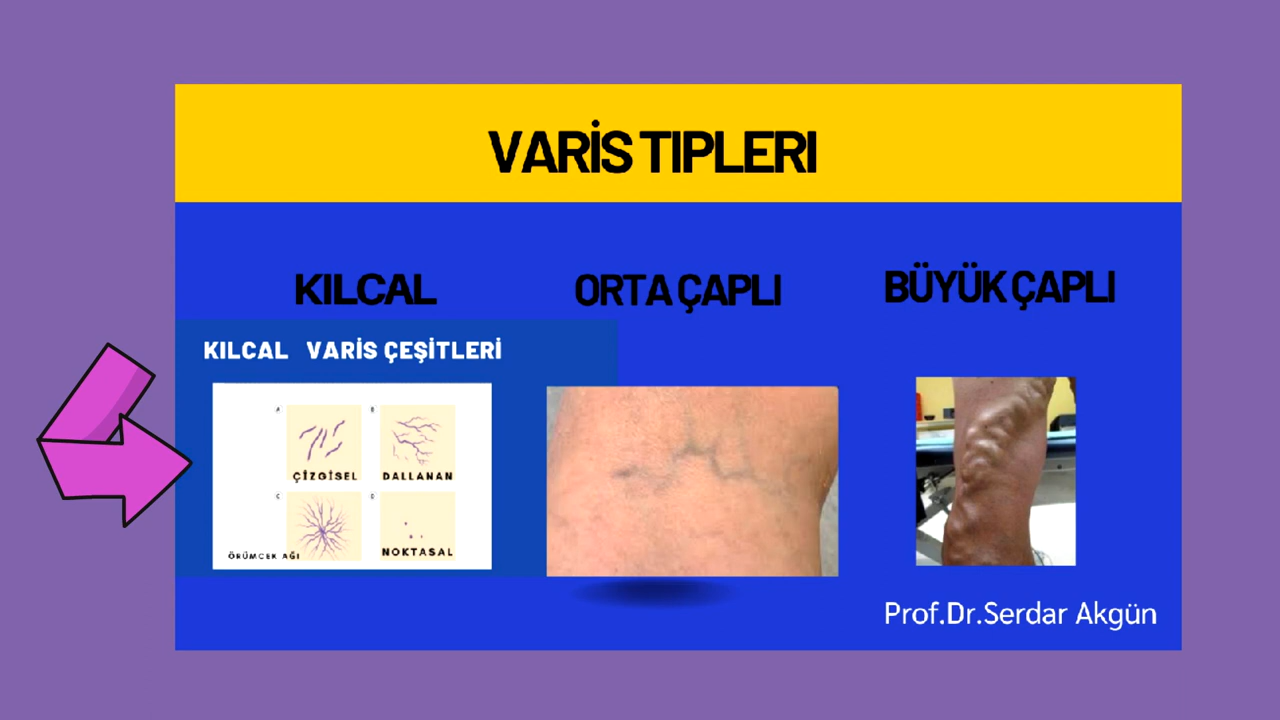 VARİS TIPLERI
KILCAL
ORTA ÇAPLI
BÜYÜK ÇAPLI
KILCAL VARİS ÇEŞİTLERİ
A
B
ÇİZGİSEL
DALLANAN
C
D
ÖRÜMCEK AĞI
NOKTASAL
Prof.Dr.Serdar Akgün